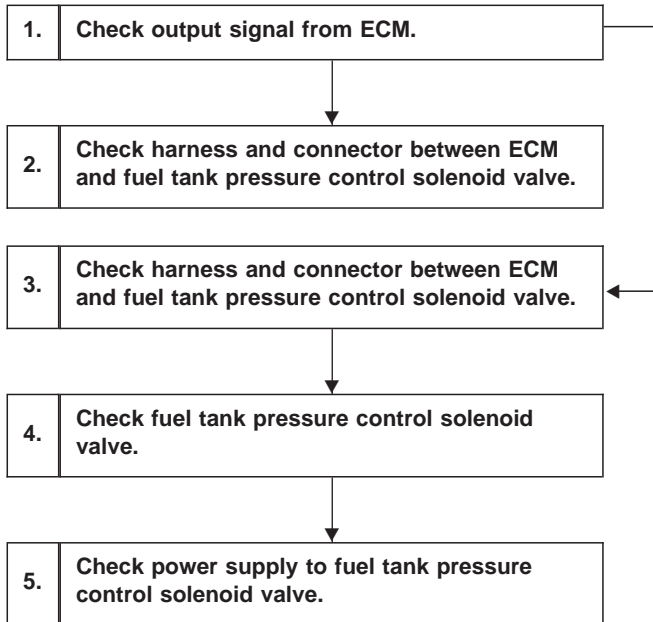 1. Check output signal from ECM.
2. Check harness and connector between ECM
and fuel tank pressure control solenoid valve.
3. Check harness and connector between ECM
and fuel tank pressure control solenoid valve.
4. Check fuel tank pressure control solenoid
valve.
5. Check power supply to fuel tank pressure
control solenoid valve.